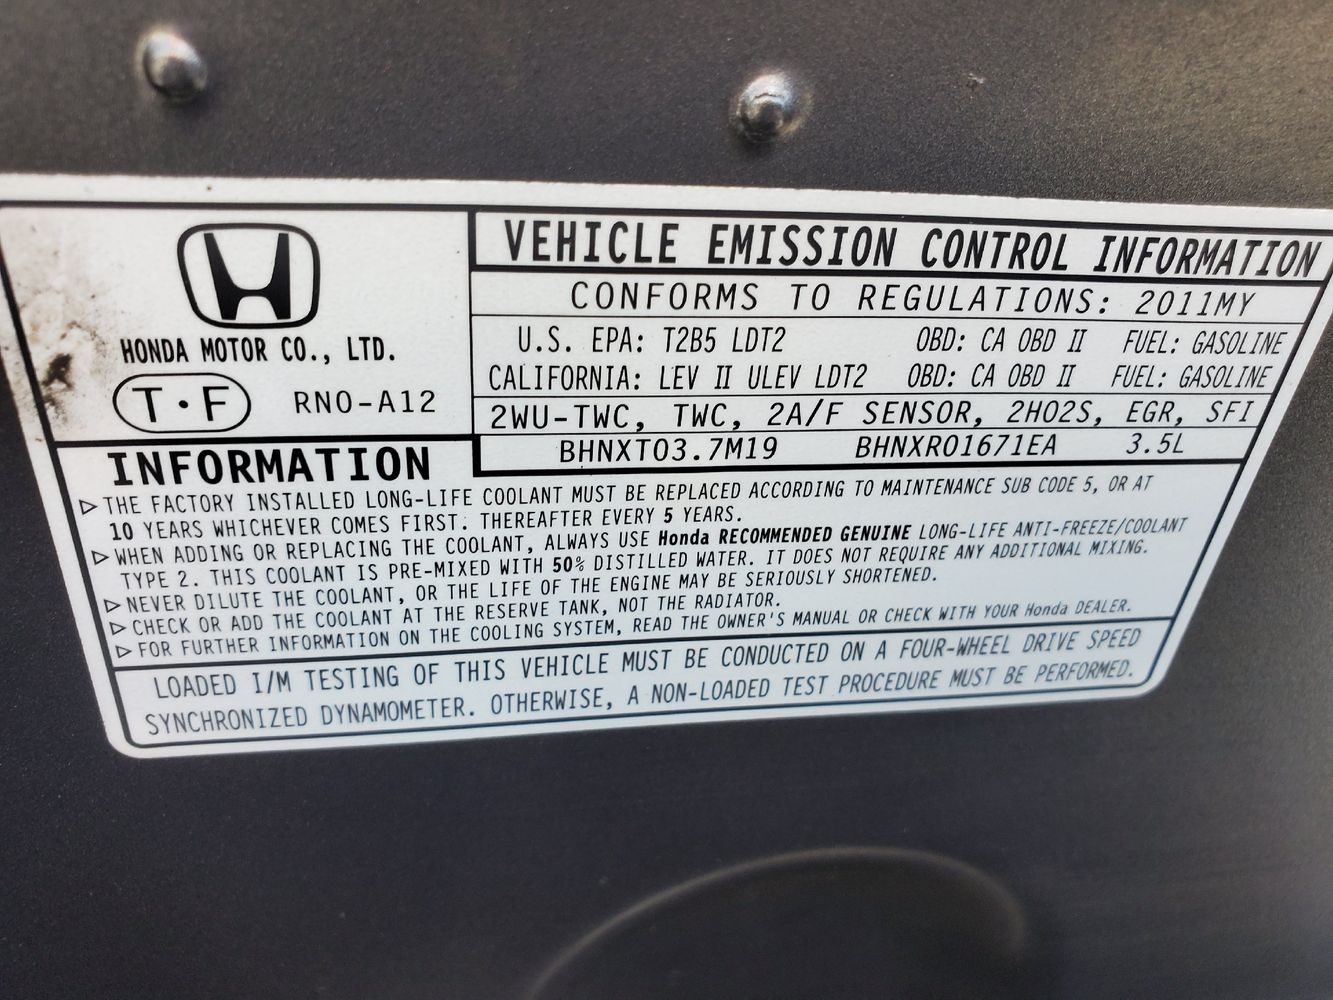 HONDA MOTOR CO., LTD.
T·F RNO-A12
VEHICLE EMISSION CONTROL INFORMATION
CONFORMS TO REGULATIONS: 2011MY
U.S. EPA: T2B5 LDT2 OBD: CA OBD II FUEL: GASOLINE
CALIFORNIA: LEV II ULEV LDT2 OBD: CA OBD II FUEL: GASOLINE
2WU-TWC, TWC, 2A/F SENSOR, 2HO2S, EGR, SFI
BHNXT03.7M19 BHNXR01671EA 3.5L
INFORMATION
▷ THE FACTORY INSTALLED LONG-LIFE COOLANT MUST BE REPLACED ACCORDING TO MAINTENANCE SUB CODE 5, OR AT
10 YEARS WHICHEVER COMES FIRST. THEREAFTER EVERY 5 YEARS.
▷ WHEN ADDING OR REPLACING THE COOLANT, ALWAYS USE Honda RECOMMENDED GENUINE LONG-LIFE ANTI-FREEZE/COOLANT
TYPE 2. THIS COOLANT IS PRE-MIXED WITH 50% DISTILLED WATER. IT DOES NOT REQUIRE ANY ADDITIONAL MIXING.
▷ NEVER DILUTE THE COOLANT, OR THE LIFE OF THE ENGINE MAY BE SERIOUSLY SHORTENED.
▷ CHECK OR ADD THE COOLANT AT THE RESERVE TANK, NOT THE RADIATOR.
▷ FOR FURTHER INFORMATION ON THE COOLING SYSTEM, READ THE OWNER'S MANUAL OR CHECK WITH YOUR Honda DEALER.
LOADED I/M TESTING OF THIS VEHICLE MUST BE CONDUCTED ON A FOUR-WHEEL DRIVE SPEED
SYNCHRONIZED DYNAMOMETER. OTHERWISE, A NON-LOADED TEST PROCEDURE MUST BE PERFORMED.